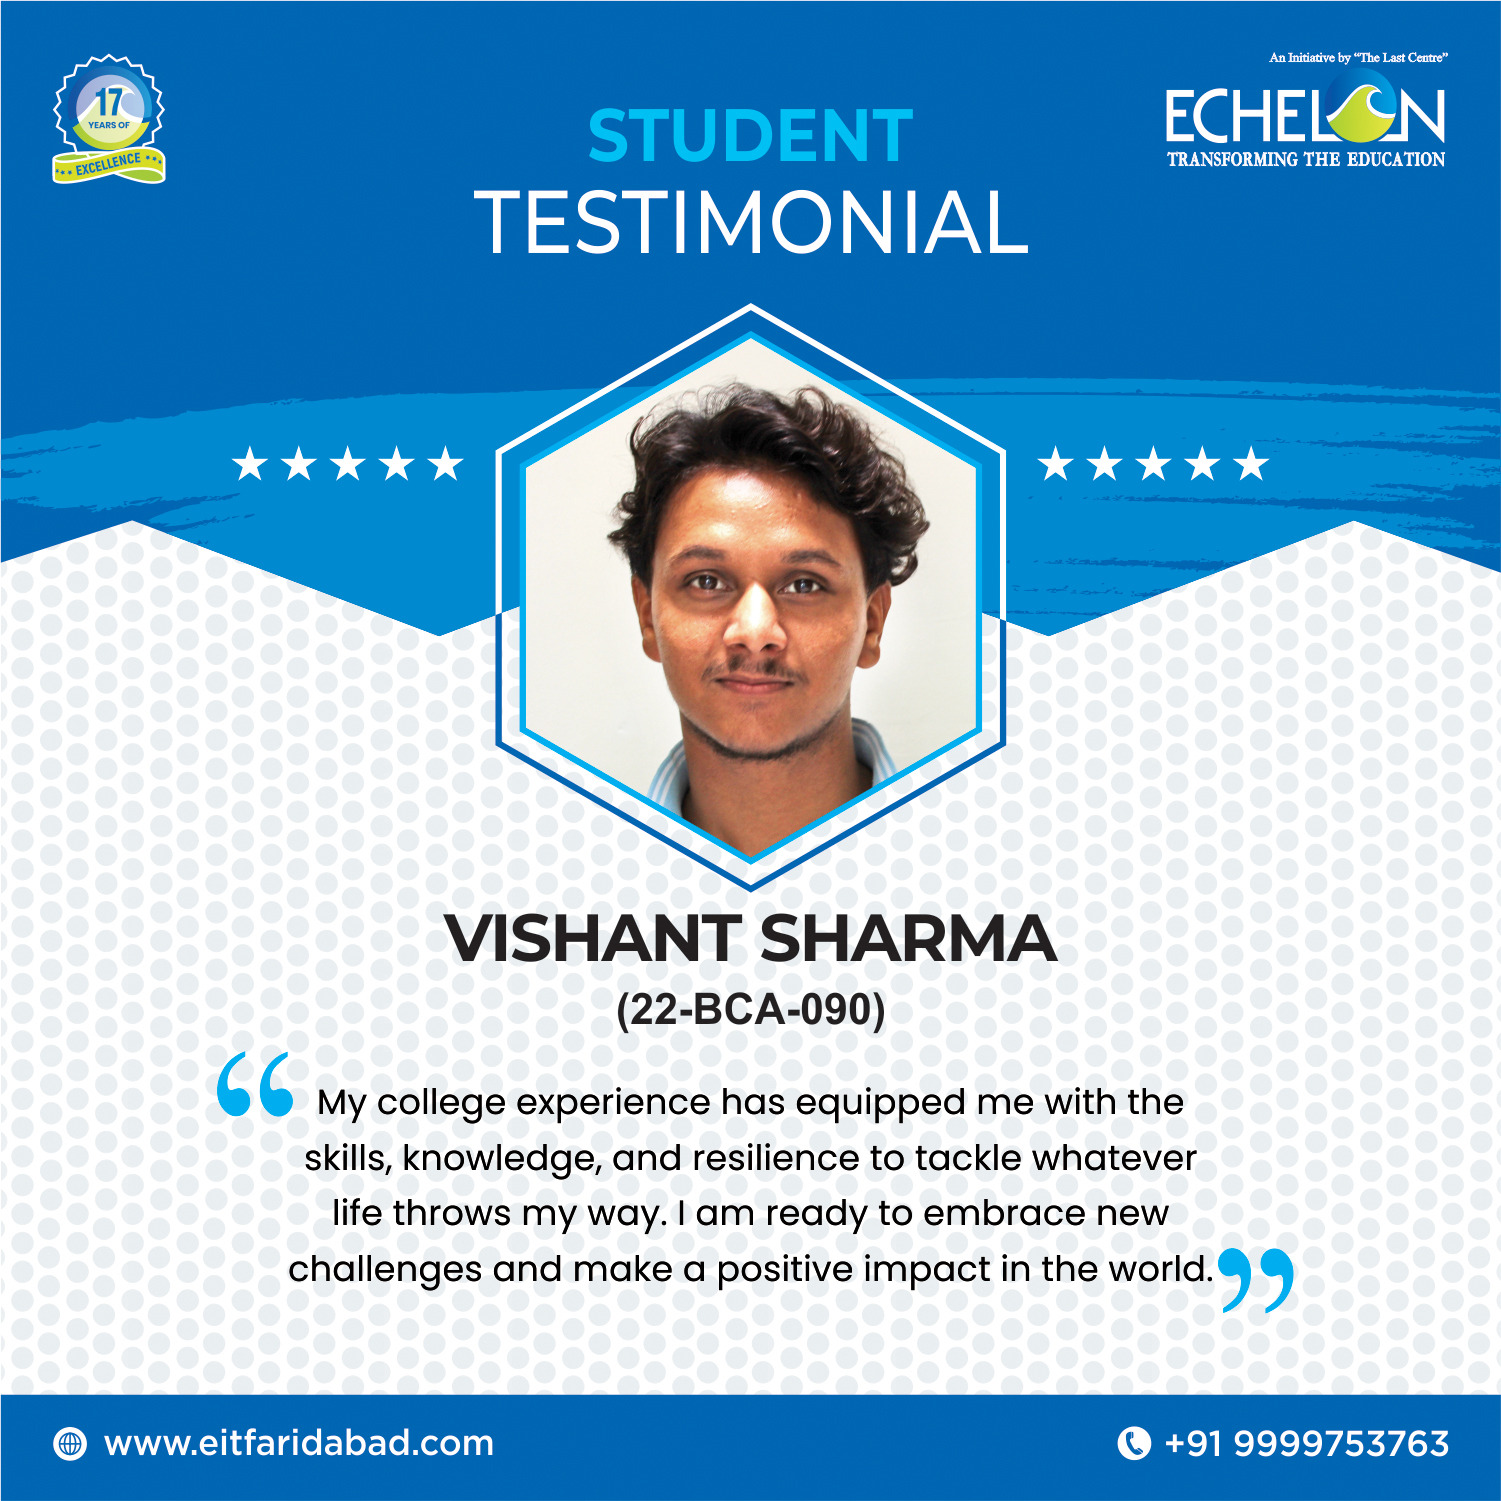 17
YEARS OF
*** EXCELLENCE ***
An Initiative by “The Last Centre”
ECHELON
TRANSFORMING THE EDUCATION
STUDENT
TESTIMONIAL
VISHANT SHARMA
(22-BCA-090)
“ My college experience has equipped me with the
skills, knowledge, and resilience to tackle whatever
life throws my way. I am ready to embrace new
challenges and make a positive impact in the world. ”
www.eitfaridabad.com
+91 9999753763